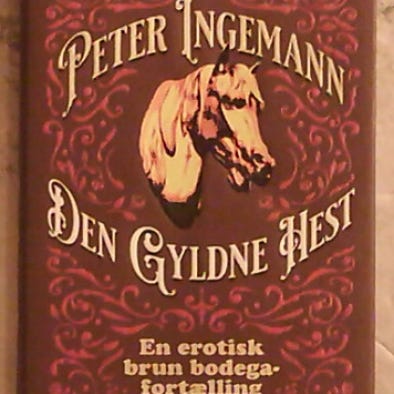 PETER INGEMANN
DEN GYLDNE HEST
En erotisk
brun bodega-
fortælling